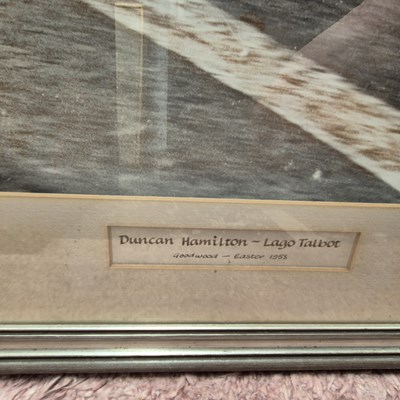 Duncan Hamilton - Lago Talbot
Goodwood - Easter 1953